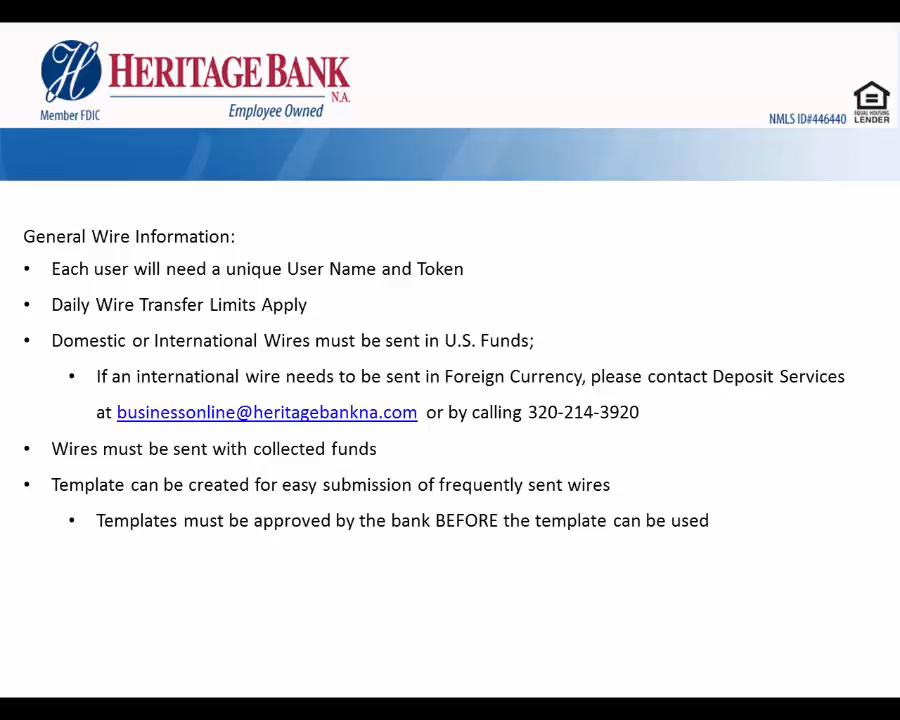 HERITAGE BANK
N.A.
Member FDIC
Employee Owned
NMLS ID#446440
EQUAL HOUSING
LENDER
General Wire Information:
• Each user will need a unique User Name and Token
• Daily Wire Transfer Limits Apply
• Domestic or International Wires must be sent in U.S. Funds;
• If an international wire needs to be sent in Foreign Currency, please contact Deposit Services
at businessonline@heritagebankna.com or by calling 320-214-3920
• Wires must be sent with collected funds
• Template can be created for easy submission of frequently sent wires
• Templates must be approved by the bank BEFORE the template can be used